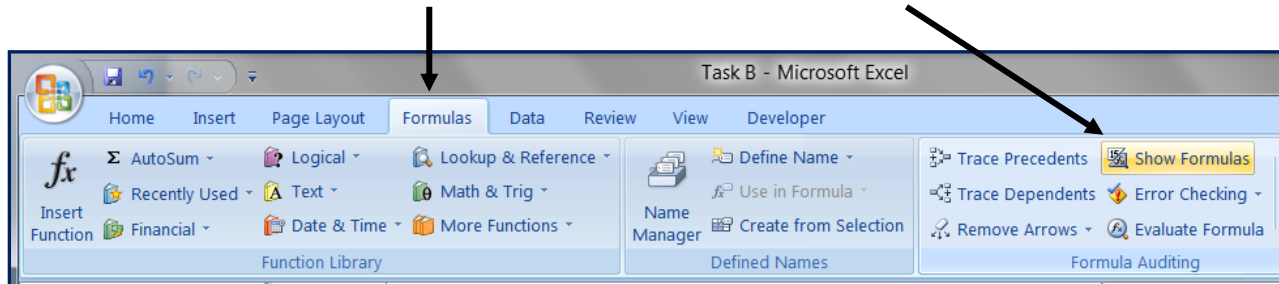 Task B - Microsoft Excel
Home Insert Page Layout Formulas Data Review View Developer
fx Insert Function
Σ AutoSum
Recently Used
Financial
Logical
Text
Date & Time
Lookup & Reference
Math & Trig
More Functions
Function Library
Name Manager
Define Name
Use in Formula
Create from Selection
Defined Names
Trace Precedents
Trace Dependents
Remove Arrows
Show Formulas
Error Checking
Evaluate Formula
Formula Auditing